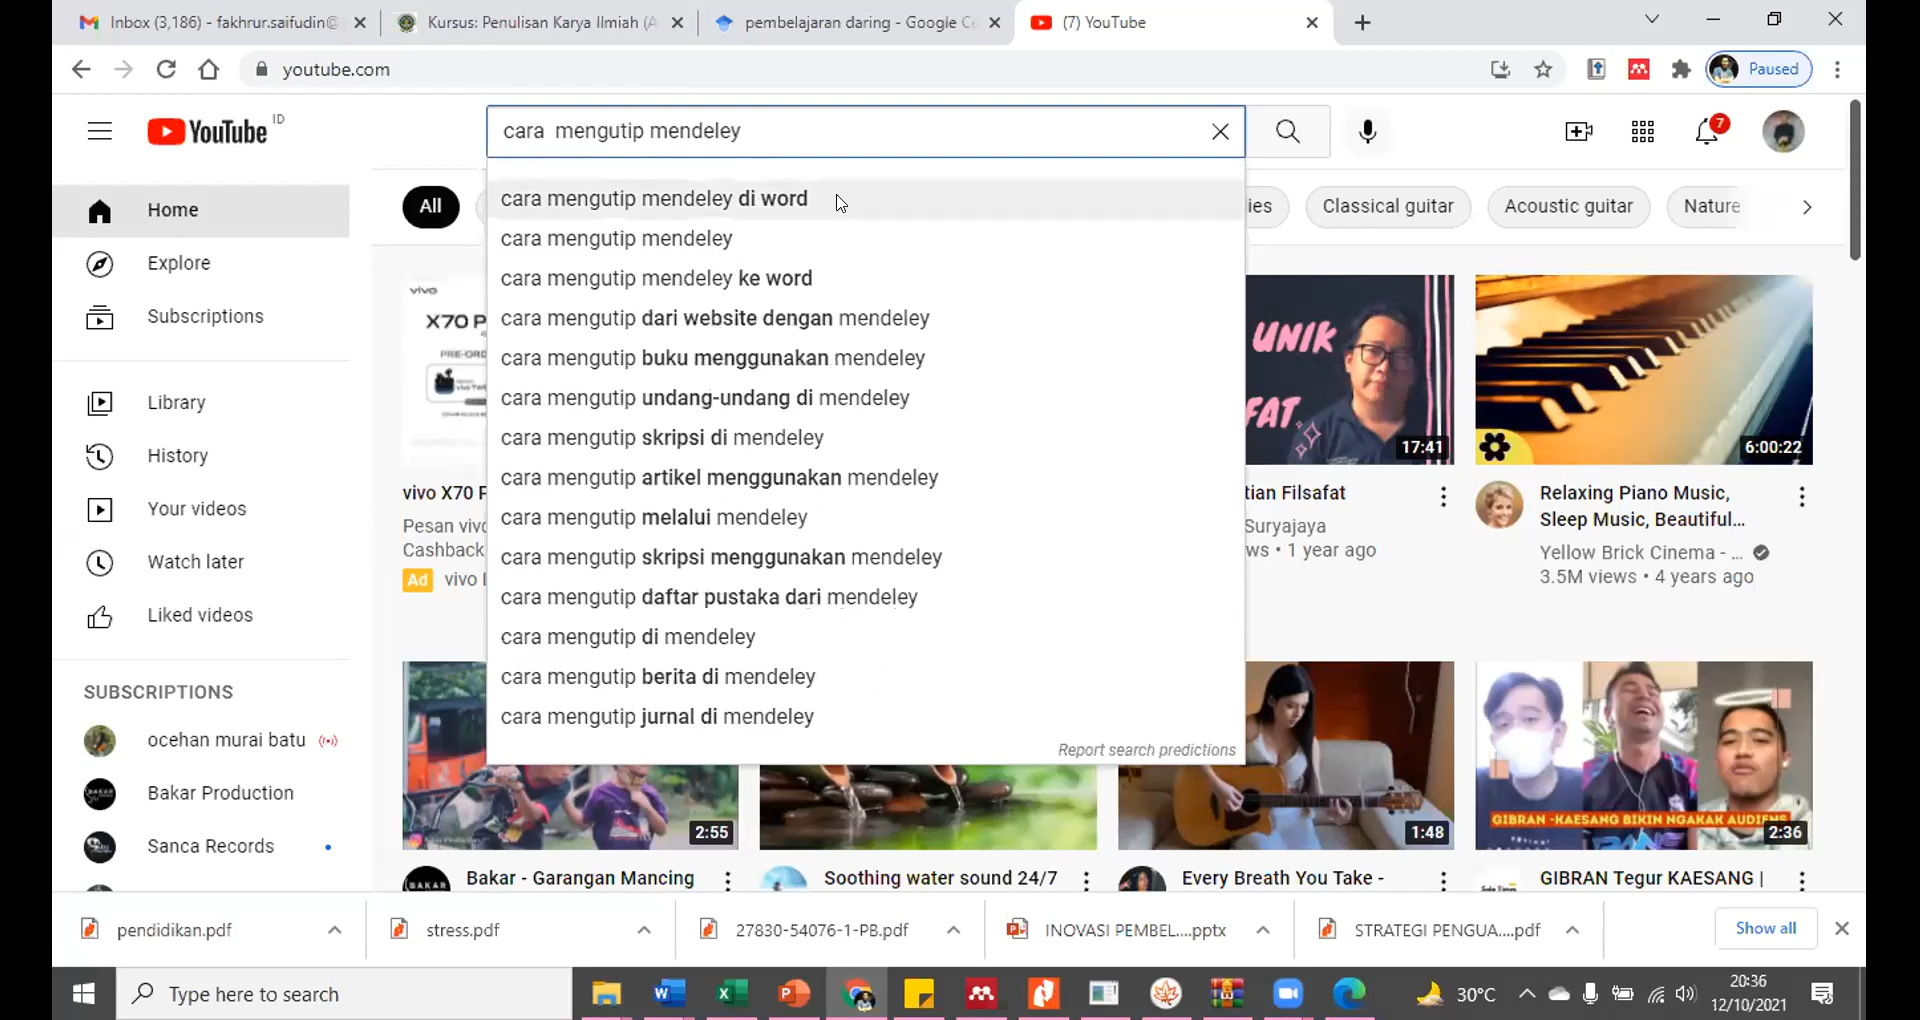 Inbox (3,186) - fakhrur.saifudin@
Kursus: Penulisan Karya Ilmiah (A
pembelajaran daring - Google Ce
(7) YouTube
youtube.com
Paused
YouTube ID
cara  mengutip mendeley
7
Home
Explore
Subscriptions
Library
History
Your videos
Watch later
Liked videos
SUBSCRIPTIONS
ocehan murai batu
Bakar Production
Sanca Records
All
ies
Classical guitar
Acoustic guitar
Nature
cara mengutip mendeley di word
cara mengutip mendeley
cara mengutip mendeley ke word
cara mengutip dari website dengan mendeley
cara mengutip buku menggunakan mendeley
cara mengutip undang-undang di mendeley
cara mengutip skripsi di mendeley
cara mengutip artikel menggunakan mendeley
cara mengutip melalui mendeley
cara mengutip skripsi menggunakan mendeley
cara mengutip daftar pustaka dari mendeley
cara mengutip di mendeley
cara mengutip berita di mendeley
cara mengutip jurnal di mendeley
Report search predictions
vivo
X70 P
PRE-ORD
vivo X70 P
Pesan vivo
Cashback
Ad vivo I
UNIK
FAT
17:41
tian Filsafat
Suryajaya
ws • 1 year ago
6:00:22
Relaxing Piano Music,
Sleep Music, Beautiful...
Yellow Brick Cinema - ...
3.5M views • 4 years ago
2:55
Bakar - Garangan Mancing
Soothing water sound 24/7
1:48
Every Breath You Take -
GIBRAN -KAESANG BIKIN NGAKAK AUDIENS
2:36
GIBRAN Tegur KAESANG |
pendidikan.pdf
stress.pdf
27830-54076-1-PB.pdf
INOVASI PEMBEL....pptx
STRATEGI PENGUA....pdf
Show all
Type here to search
30°C
20:36
12/10/2021